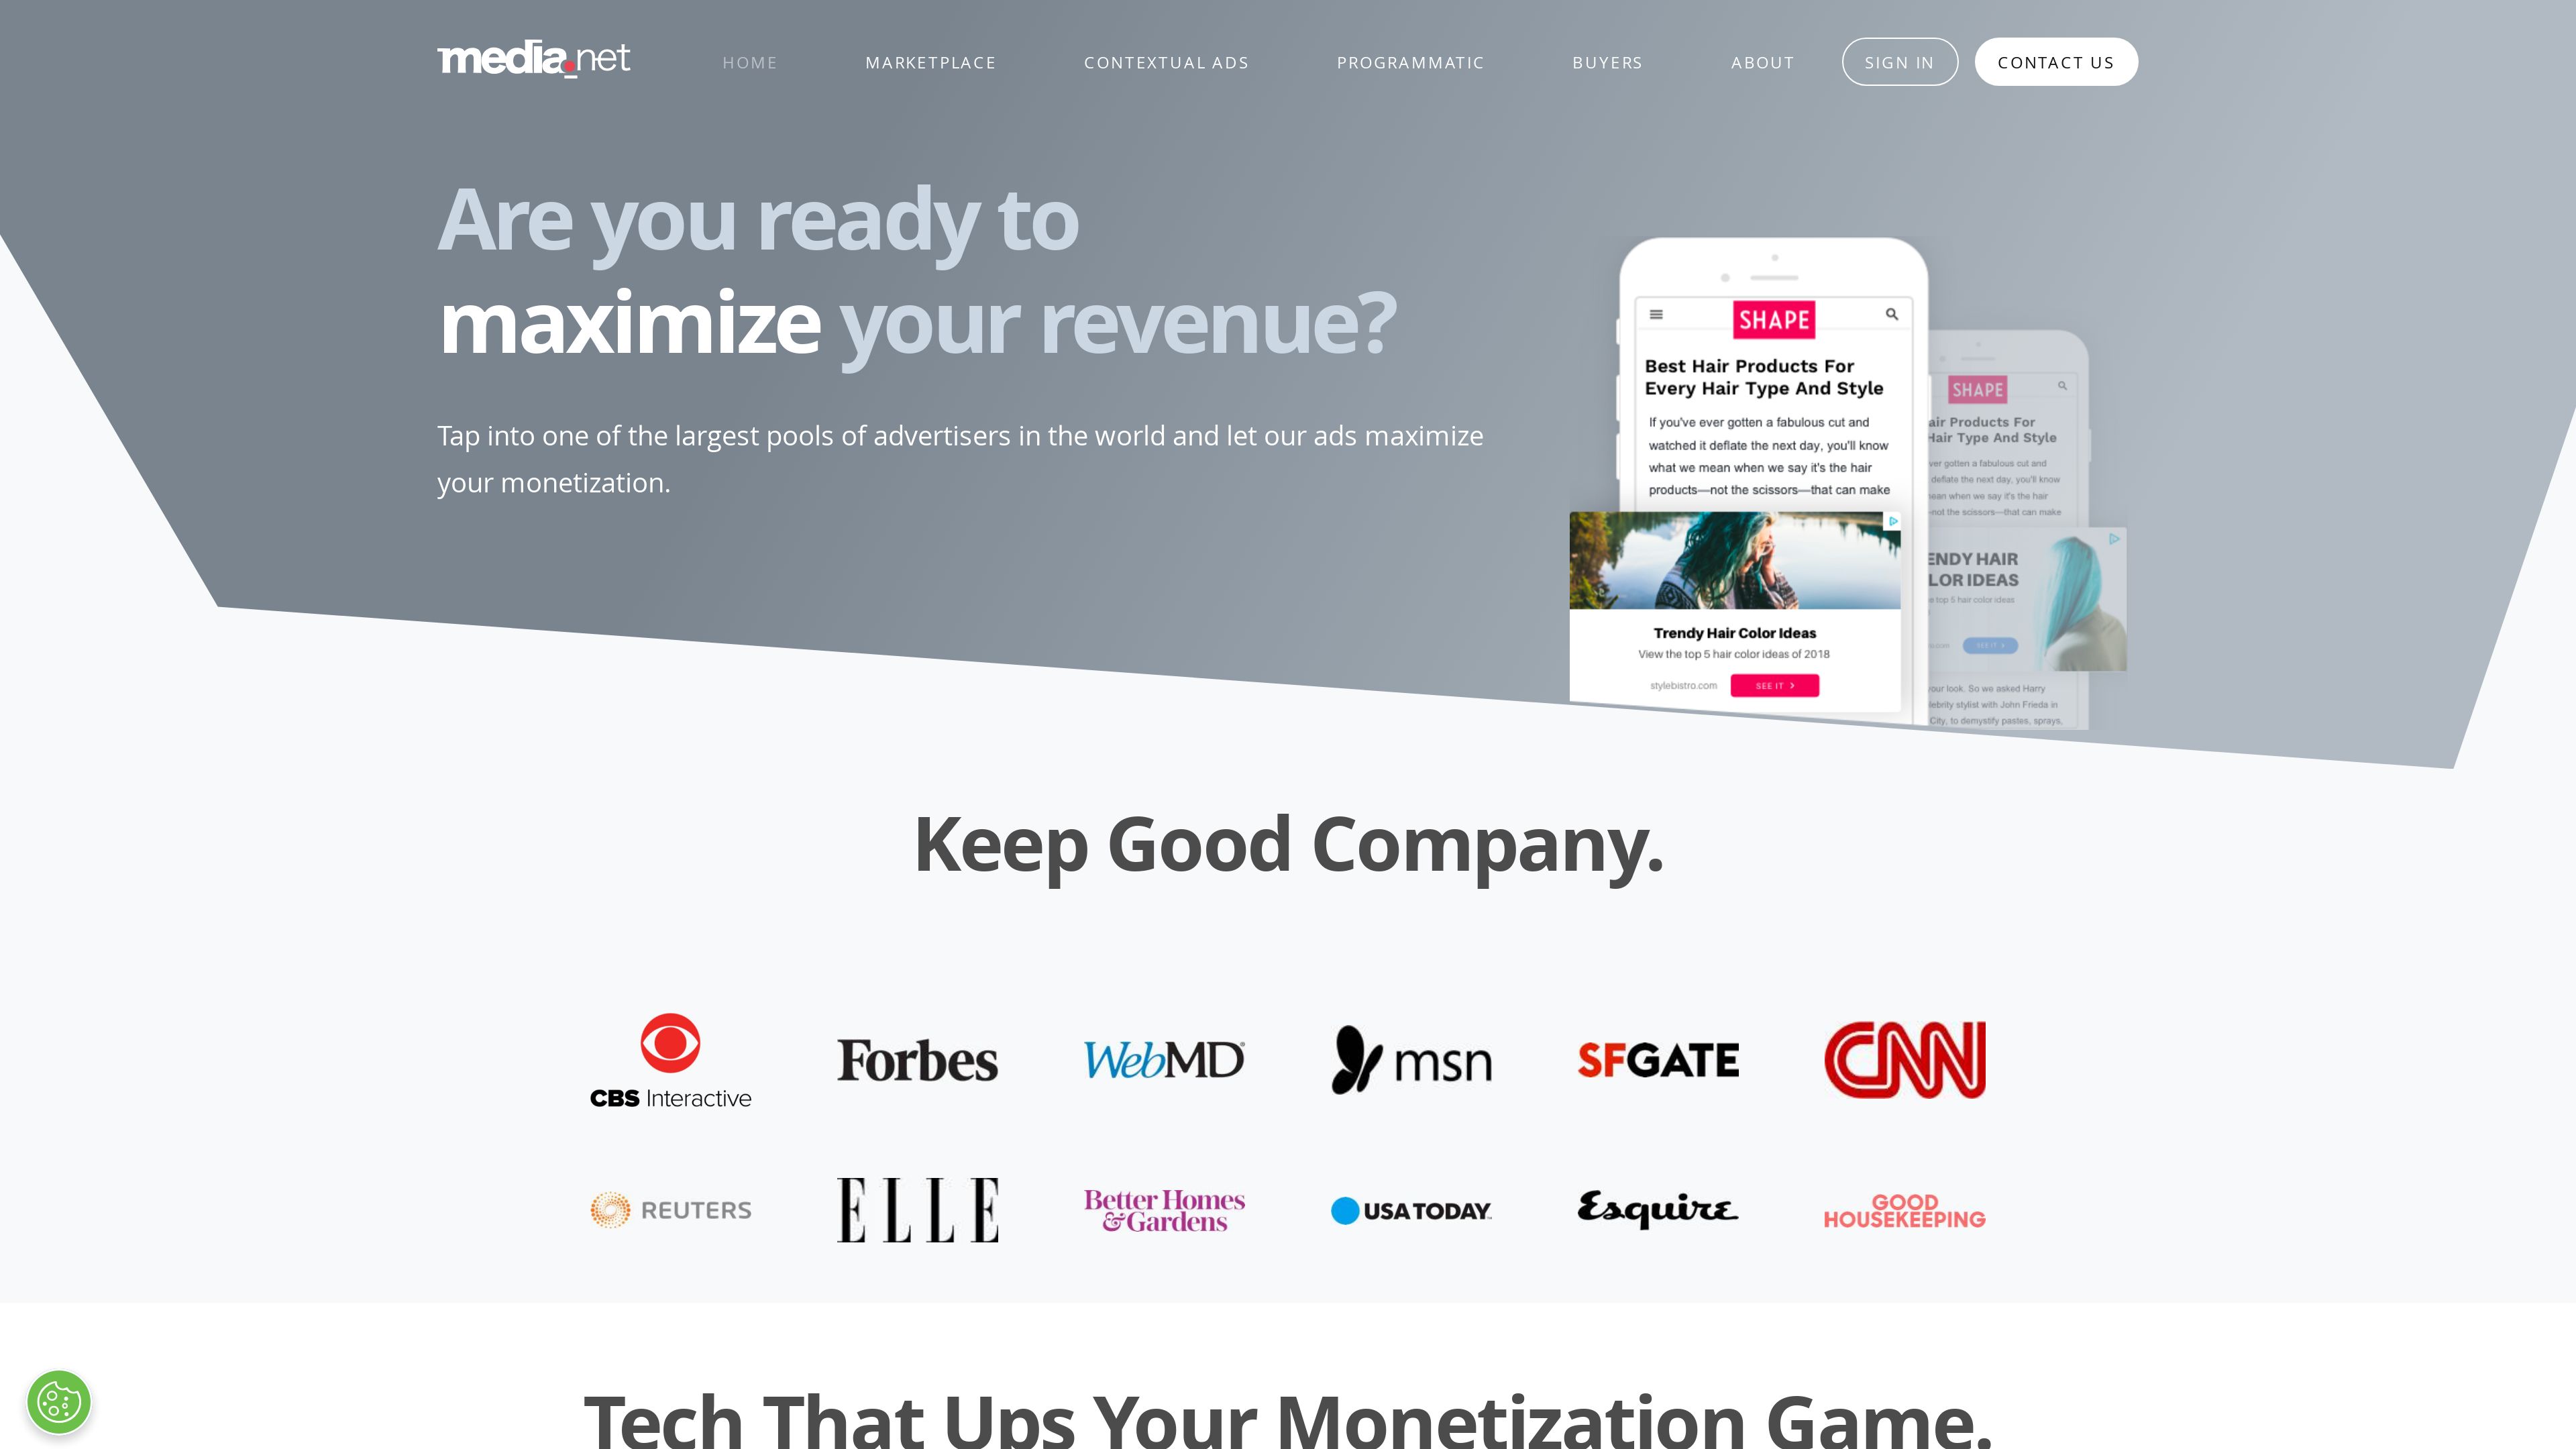 media.net
HOME
MARKETPLACE
CONTEXTUAL ADS
PROGRAMMATIC
BUYERS
ABOUT
SIGN IN
CONTACT US
Are you ready to
maximize your revenue?
Tap into one of the largest pools of advertisers in the world and let our ads maximize
your monetization.
SHAPE
Best Hair Products For
Every Hair Type And Style
If you've ever gotten a fabulous cut and
watched it deflate the next day, you'll know
what we mean when we say it's the hair
products—not the scissors—that can make
Trendy Hair Color Ideas
View the top 5 hair color ideas of 2018
stylebistro.com
SEE IT >
SHAPE
air Products For
Hair Type And Style
ver gotten a fabulous cut and
deflate the next day, you'll know
ean when we say it's the hair
-not the scissors—that can make
ENDY HAIR
LOR IDEAS
e top 5 hair color ideas
SEE IT >
our look. So we asked Harry
lebrity stylist with John Frieda in
City, to demystify pastes, sprays,
Keep Good Company.
CBS Interactive
Forbes
WebMD
msn
SFGATE
CNN
REUTERS
ELLE
Better Homes
&Gardens
USA TODAY
Esquire
GOOD
HOUSEKEEPING
Tech That Ups Your Monetization Game.